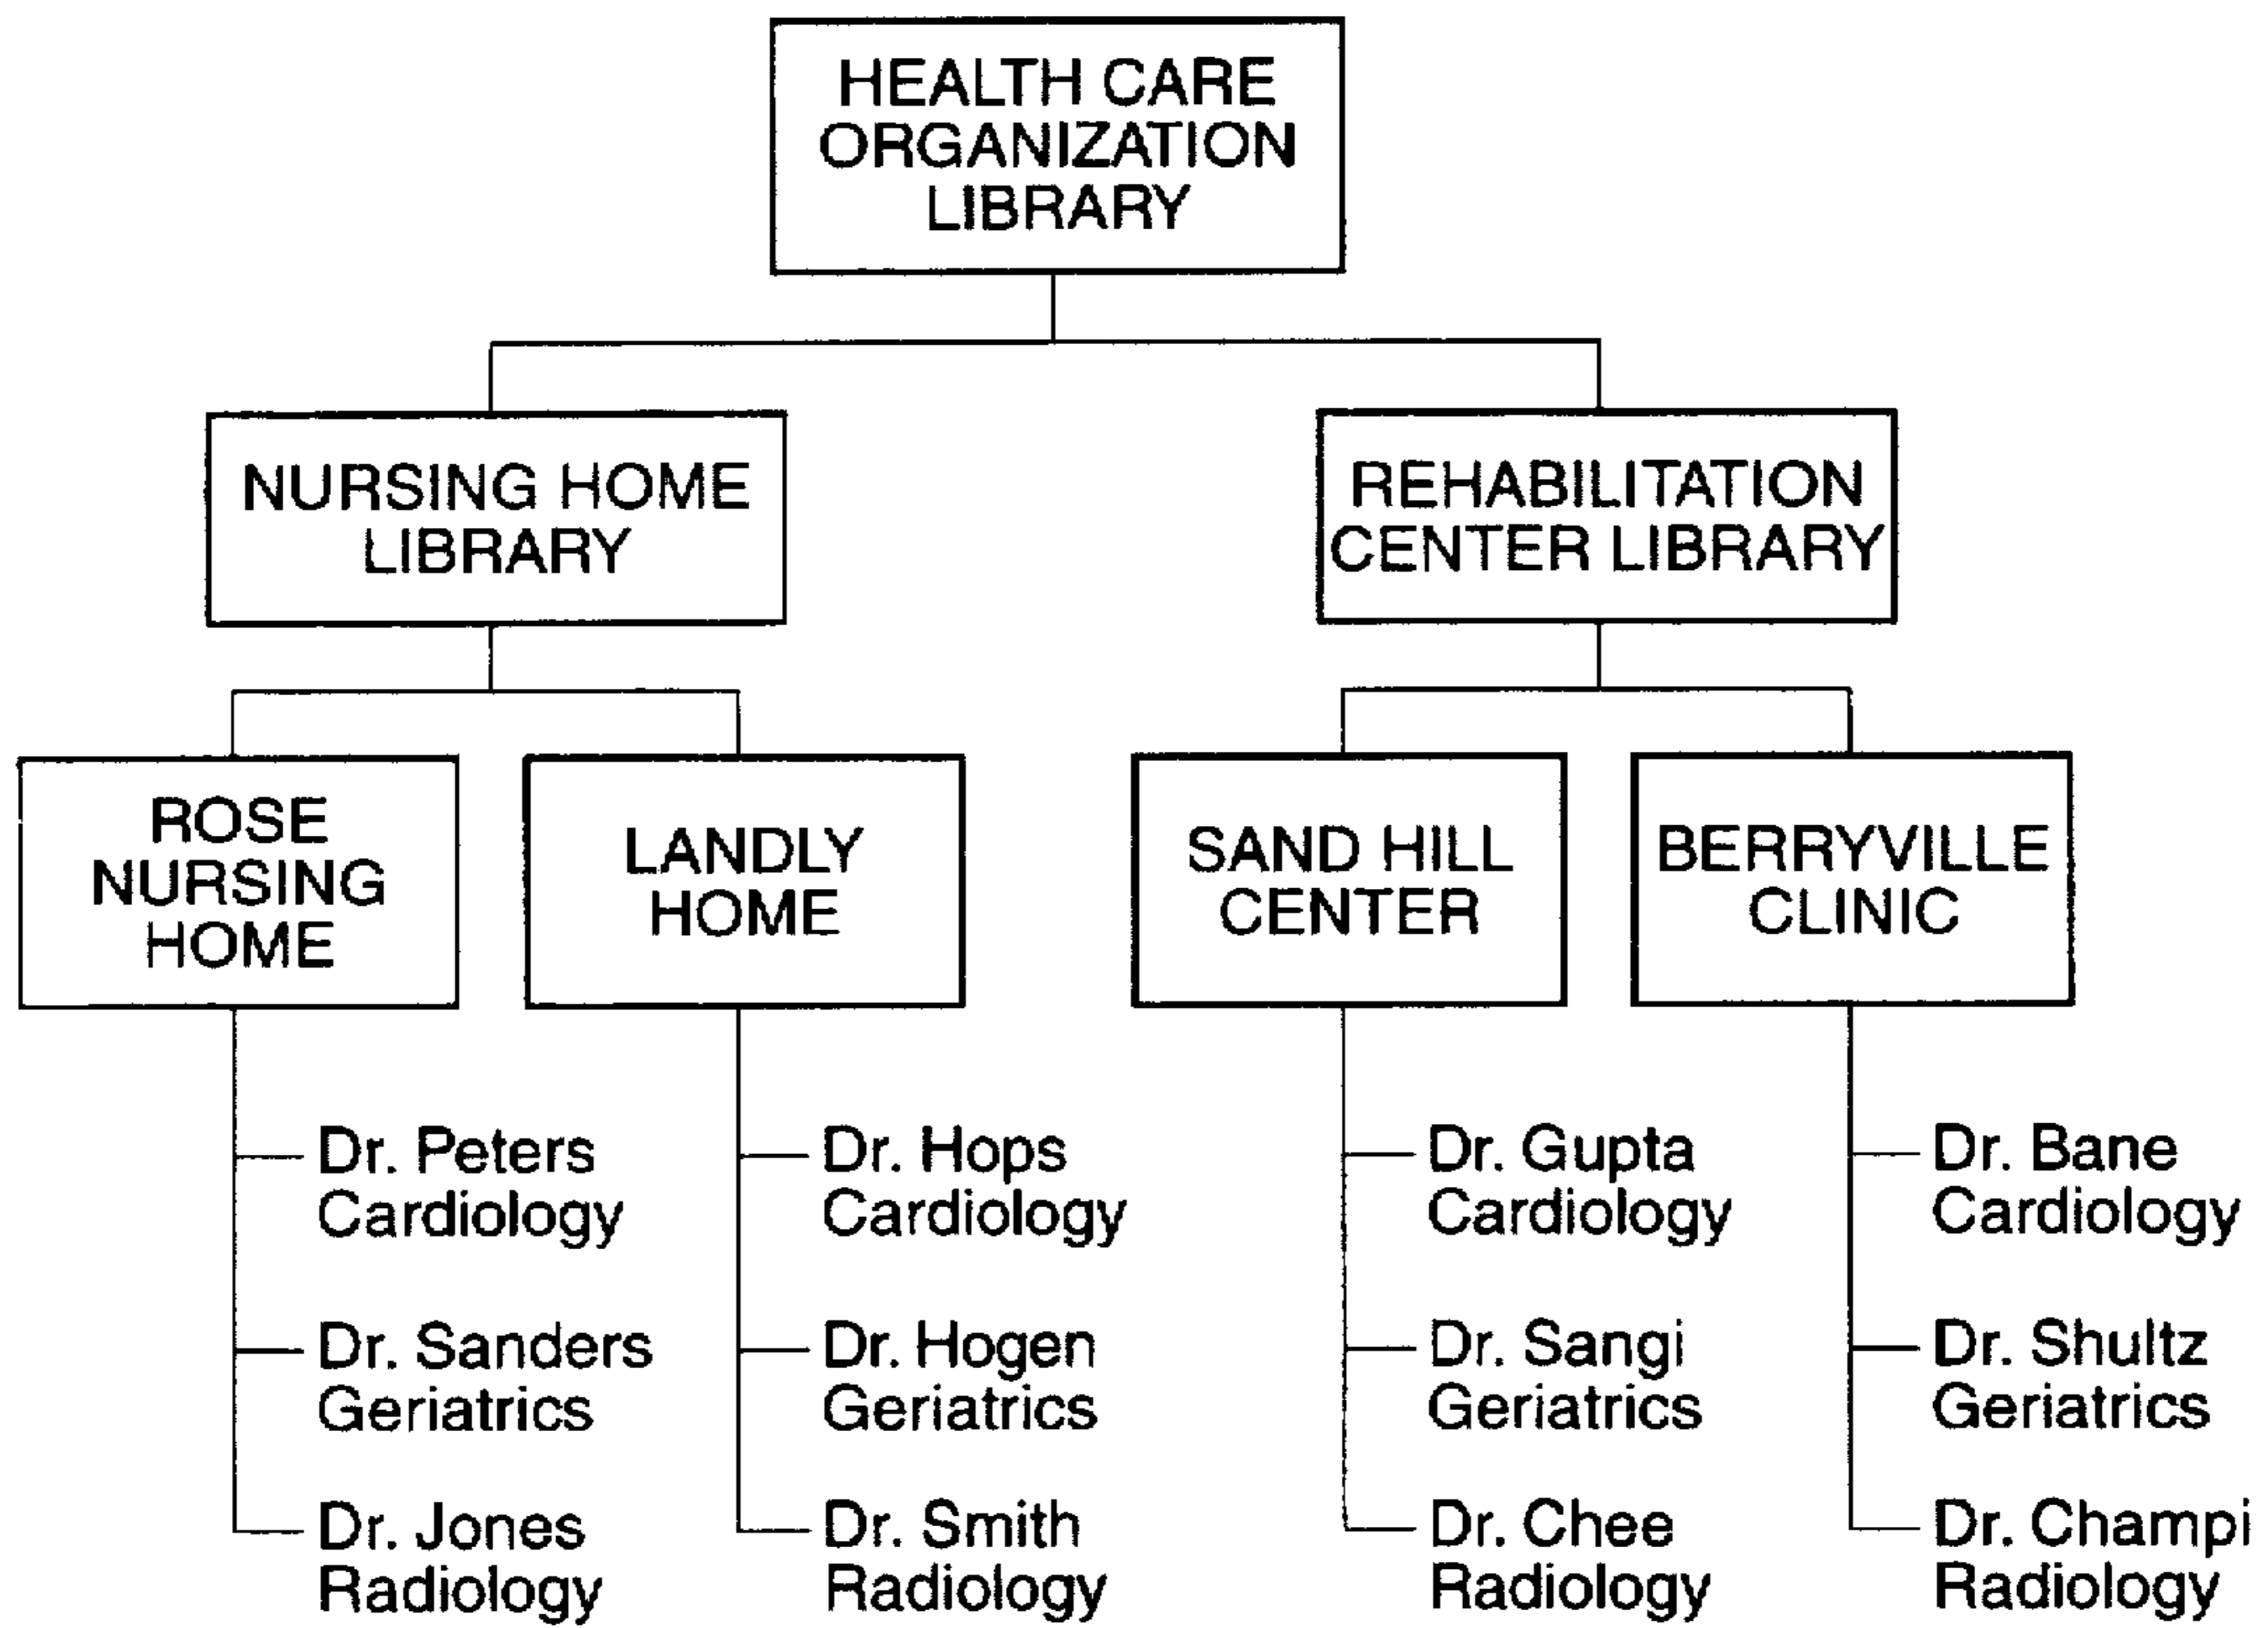 HEALTH CARE
ORGANIZATION
LIBRARY
NURSING HOME
LIBRARY
REHABILITATION
CENTER LIBRARY
ROSE
NURSING
HOME
LANDLY
HOME
SAND HILL
CENTER
BERRYVILLE
CLINIC
Dr. Peters
Cardiology
Dr. Sanders
Geriatrics
Dr. Jones
Radiology
Dr. Hops
Cardiology
Dr. Hogen
Geriatrics
Dr. Smith
Radiology
Dr. Gupta
Cardiology
Dr. Sangi
Geriatrics
Dr. Chee
Radiology
Dr. Bane
Cardiology
Dr. Shultz
Geriatrics
Dr. Champi
Radiology